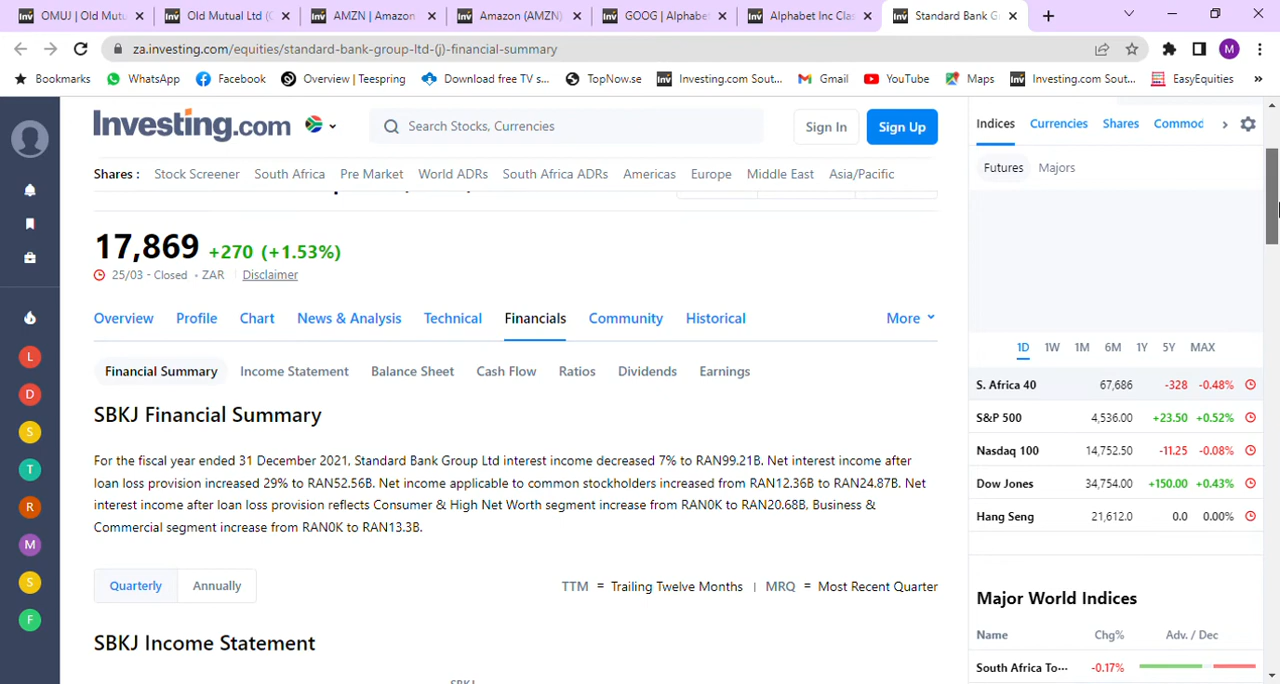 OMUJ | Old Mutu
Old Mutual Ltd (O
AMZN | Amazon
Amazon (AMZN)
GOOG | Alphabet
Alphabet Inc Clas
Standard Bank G
za.investing.com/equities/standard-bank-group-ltd-(j)-financial-summary
M
Bookmarks
WhatsApp
Facebook
Overview | Teespring
Download free TV s...
TopNow.se
Investing.com Sout...
Gmail
YouTube
Maps
Investing.com Sout...
EasyEquities
»
Investing.com
Search Stocks, Currencies
Sign In
Sign Up
Shares : Stock Screener South Africa Pre Market World ADRs South Africa ADRs Americas Europe Middle East Asia/Pacific
17,869 +270 (+1.53%)
25/03 - Closed • ZAR Disclaimer
Overview Profile Chart News & Analysis Technical Financials Community Historical More
Financial Summary Income Statement Balance Sheet Cash Flow Ratios Dividends Earnings
SBKJ Financial Summary
For the fiscal year ended 31 December 2021, Standard Bank Group Ltd interest income decreased 7% to RAN99.21B. Net interest income after
loan loss provision increased 29% to RAN52.56B. Net income applicable to common stockholders increased from RAN12.36B to RAN24.87B. Net
interest income after loan loss provision reflects Consumer & High Net Worth segment increase from RAN0K to RAN20.68B, Business &
Commercial segment increase from RAN0K to RAN13.3B.
Quarterly Annually
TTM = Trailing Twelve Months | MRQ = Most Recent Quarter
SBKJ Income Statement
L
D
S
T
R
M
S
F
Indices Currencies Shares Commod
Futures Majors
1D 1W 1M 6M 1Y 5Y MAX
S. Africa 40 67,686 -328 -0.48%
S&P 500 4,536.00 +23.50 +0.52%
Nasdaq 100 14,752.50 -11.25 -0.08%
Dow Jones 34,754.00 +150.00 +0.43%
Hang Seng 21,612.0 0.0 0.00%
Major World Indices
Name Chg% Adv. / Dec
South Africa To... -0.17%